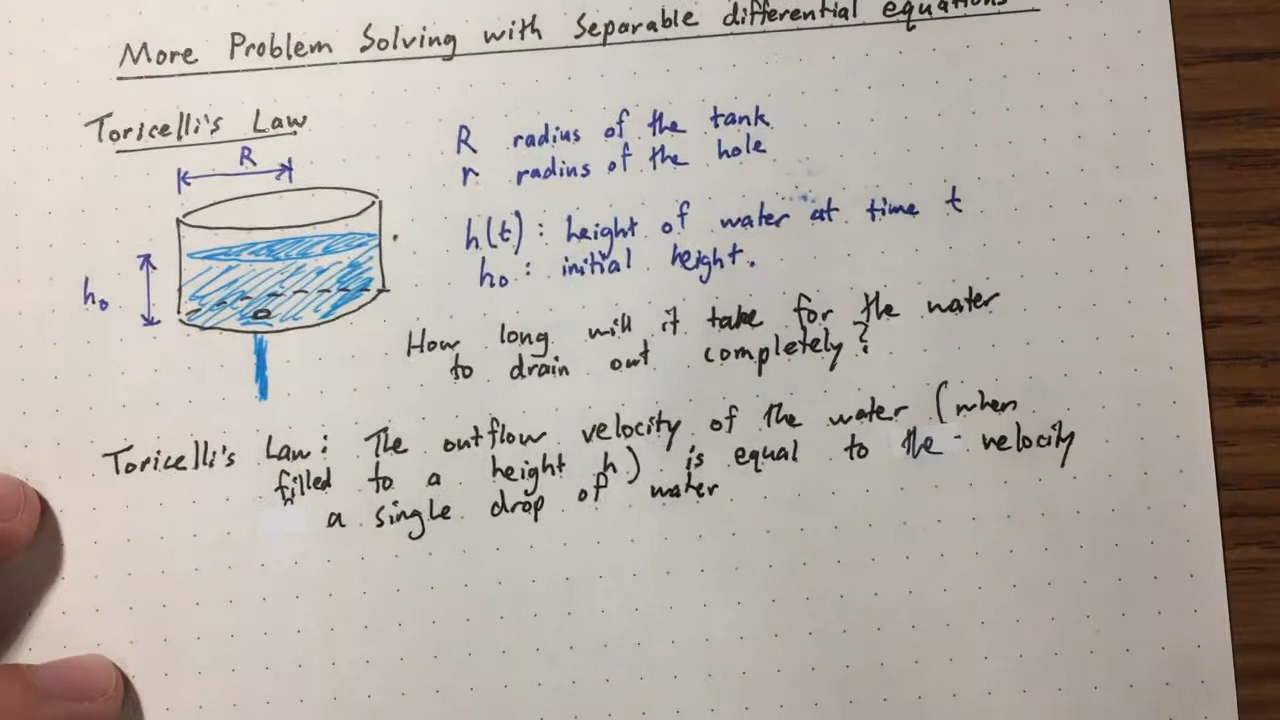 More Problem Solving with Separable differential equations
Toricelli's Law
R
h₀
R radius of the tank
r radius of the hole
h(t) : height of water at time t
h₀ : initial height.
How long will it take for the water
to drain out completely?
Toricelli's Law: The outflow velocity of the water (when
filled to a height h) is equal to the velocity
a single drop of water